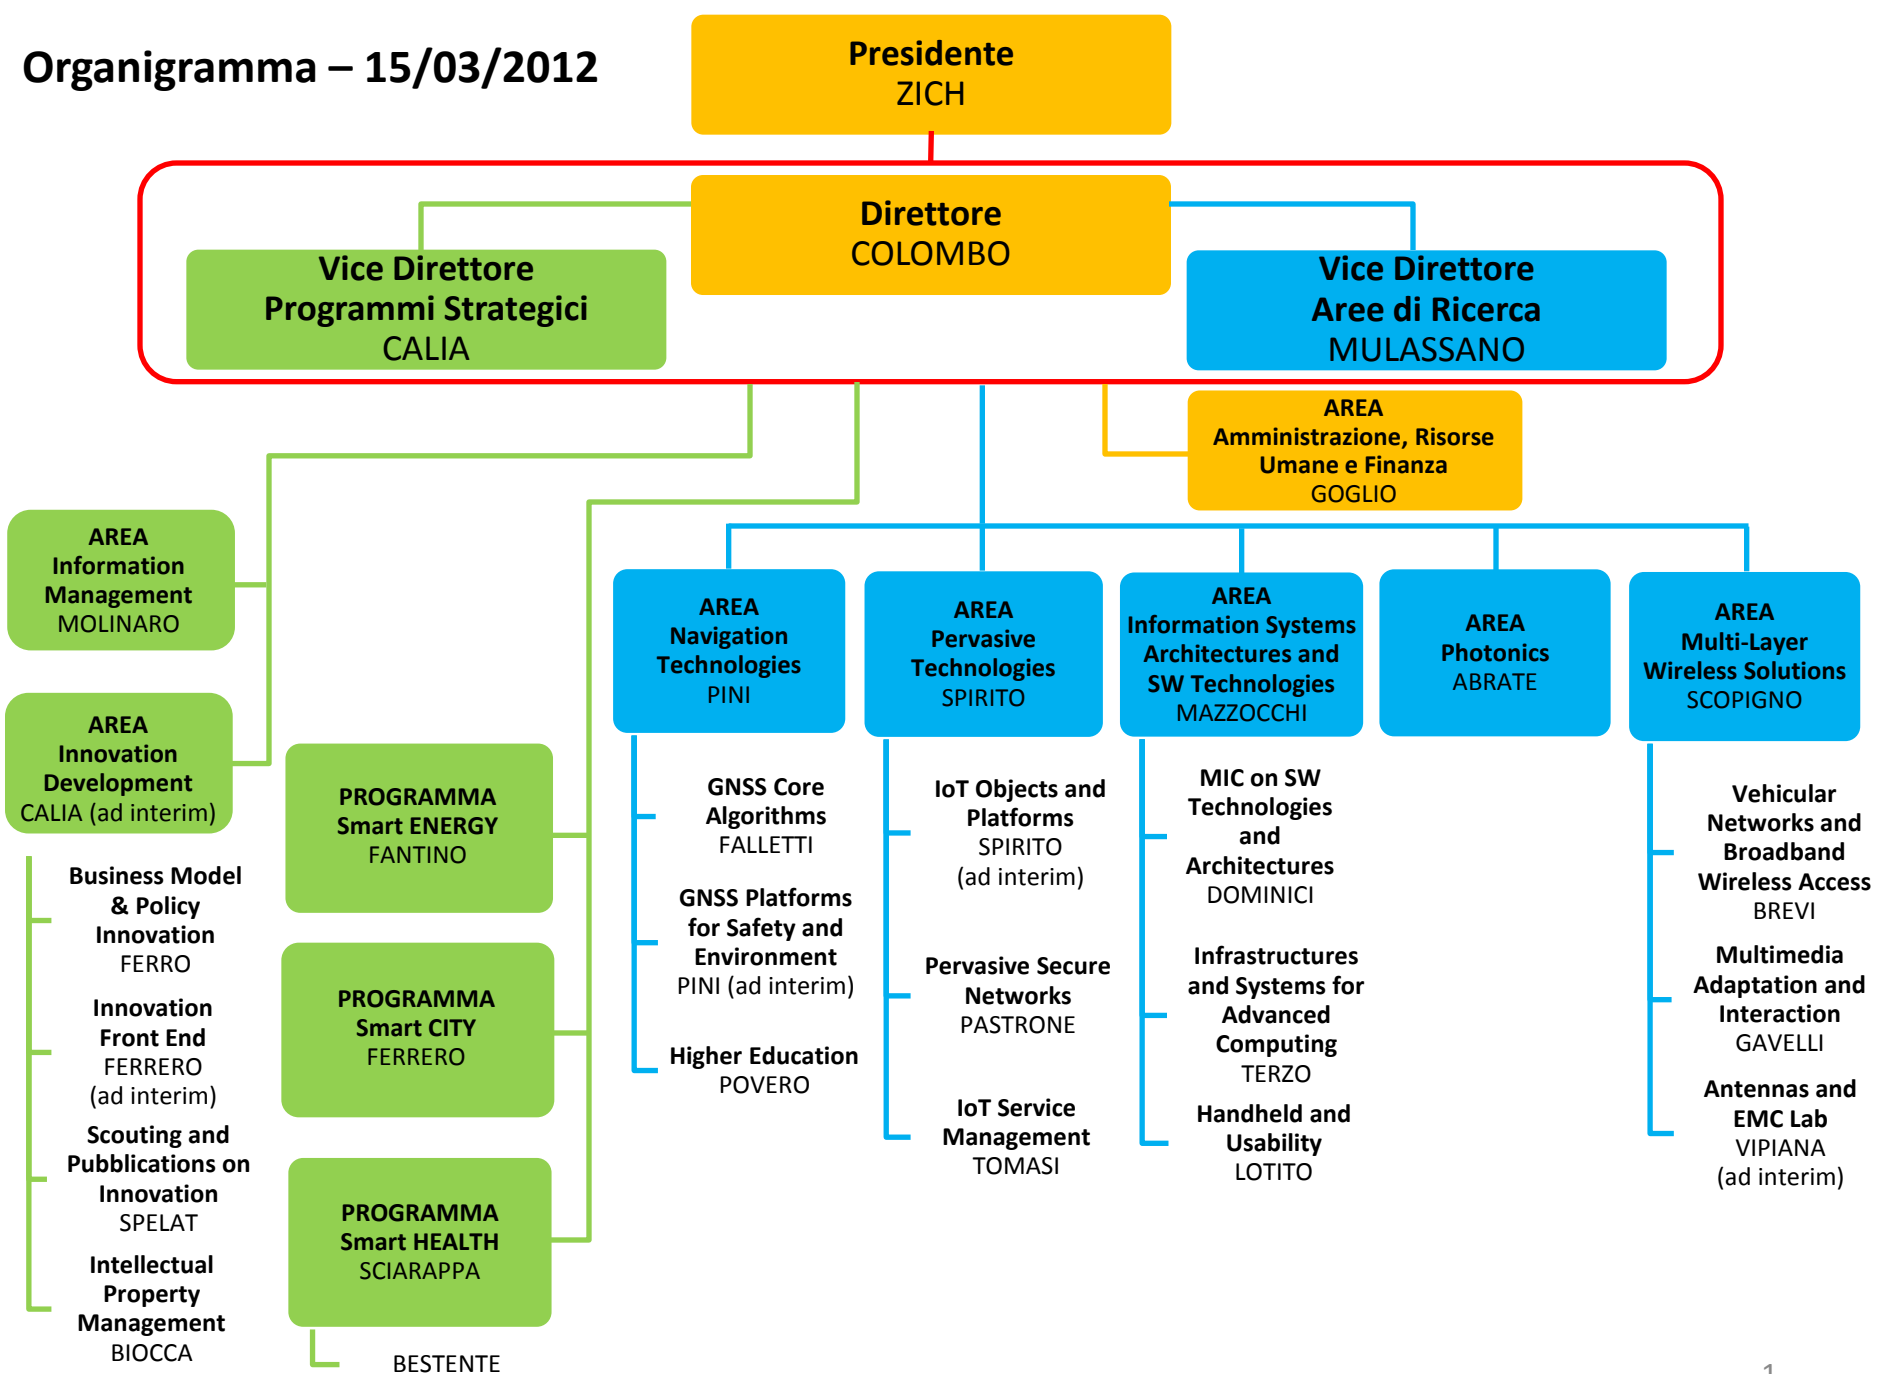 Organigramma – 15/03/2012
Presidente
ZICH
Direttore
COLOMBO
Vice Direttore
Programmi Strategici
CALIA
Vice Direttore
Aree di Ricerca
MULASSANO
AREA
Amministrazione, Risorse
Umane e Finanza
GOGLIO
AREA
Information
Management
MOLINARO
AREA
Innovation
Development
CALIA (ad interim)
Business Model
& Policy
Innovation
FERRO
Innovation
Front End
FERRERO
(ad interim)
Scouting and
Pubblications on
Innovation
SPELAT
Intellectual
Property
Management
BIOCCA
PROGRAMMA
Smart ENERGY
FANTINO
PROGRAMMA
Smart CITY
FERRERO
PROGRAMMA
Smart HEALTH
SCIARAPPA
BESTENTE
AREA
Navigation
Technologies
PINI
GNSS Core
Algorithms
FALLETTI
GNSS Platforms
for Safety and
Environment
PINI (ad interim)
Higher Education
POVERO
AREA
Pervasive
Technologies
SPIRITO
IoT Objects and
Platforms
SPIRITO
(ad interim)
Pervasive Secure
Networks
PASTRONE
IoT Service
Management
TOMASI
AREA
Information Systems
Architectures and
SW Technologies
MAZZOCCHI
MIC on SW
Technologies
and
Architectures
DOMINICI
Infrastructures
and Systems for
Advanced
Computing
TERZO
Handheld and
Usability
LOTITO
AREA
Photonics
ABRATE
AREA
Multi-Layer
Wireless Solutions
SCOPIGNO
Vehicular
Networks and
Broadband
Wireless Access
BREVI
Multimedia
Adaptation and
Interaction
GAVELLI
Antennas and
EMC Lab
VIPIANA
(ad interim)
1